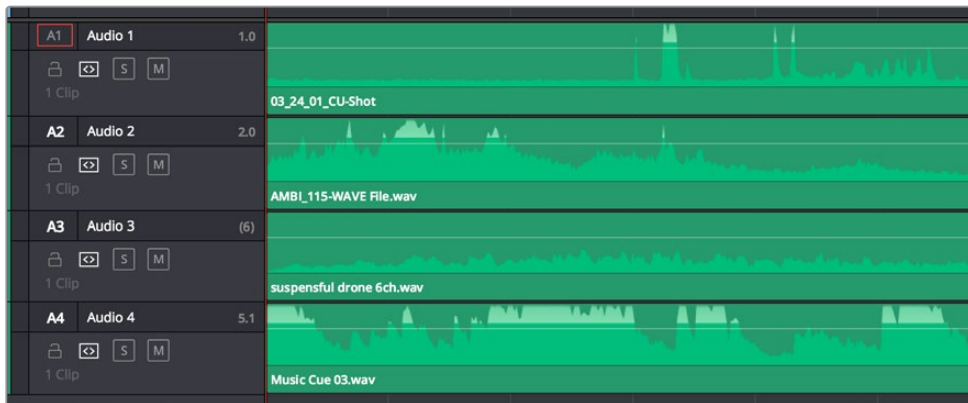 A1 Audio 1 1.0
S M
1 Clip
03_24_01_CU-Shot
A2 Audio 2 2.0
S M
1 Clip
AMBI_115-WAVE File.wav
A3 Audio 3 (6)
S M
1 Clip
suspensful drone 6ch.wav
A4 Audio 4 5.1
S M
1 Clip
Music Cue 03.wav